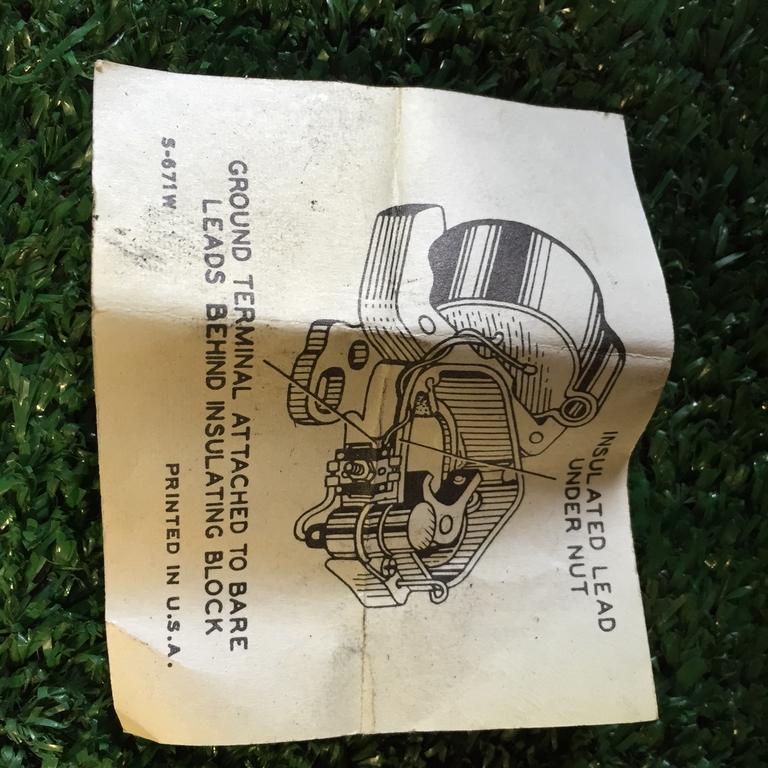 INSULATED LEAD
UNDER NUT
GROUND TERMINAL ATTACHED TO BARE
LEADS BEHIND INSULATING BLOCK
S-671W
PRINTED IN U.S.A.